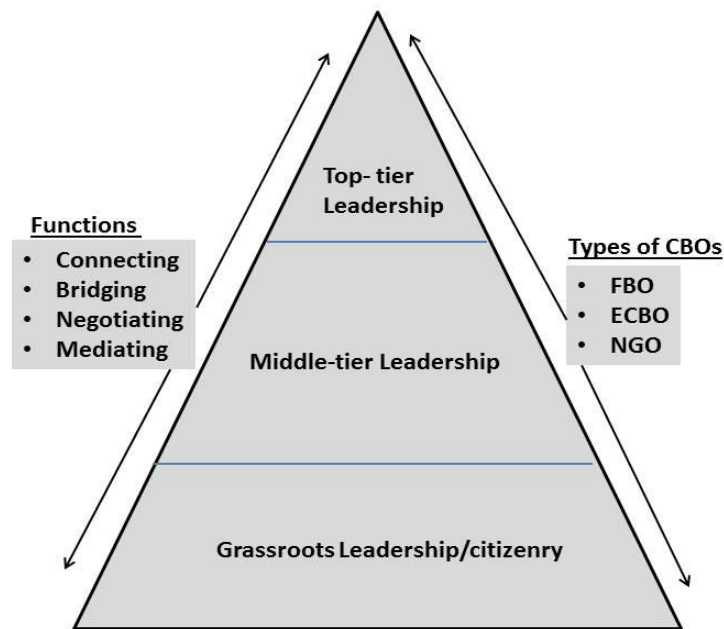 Top- tier
Leadership
Functions
• Connecting
• Bridging
• Negotiating
• Mediating
Types of CBOs
• FBO
• ECBO
• NGO
Middle-tier Leadership
Grassroots Leadership/citizenry